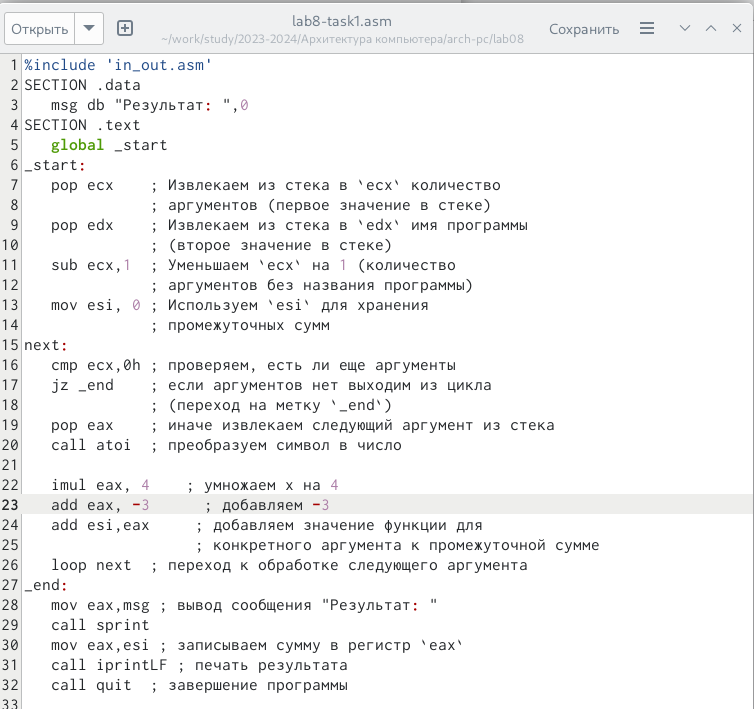 Открыть
lab8-task1.asm
~/work/study/2023-2024/Архитектура компьютера/arch-pc/lab08
Сохранить
1 %include 'in_out.asm'
2 SECTION .data
3    msg db "Результат: ",0
4 SECTION .text
5    global _start
6 _start:
7    pop ecx    ; Извлекаем из стека в `ecx` количество
8               ; аргументов (первое значение в стеке)
9    pop edx    ; Извлекаем из стека в `edx` имя программы
10               ; (второе значение в стеке)
11    sub ecx,1  ; Уменьшаем `ecx` на 1 (количество
12               ; аргументов без названия программы)
13    mov esi, 0 ; Используем `esi` для хранения
14               ; промежуточных сумм
15 next:
16    cmp ecx,0h ; проверяем, есть ли еще аргументы
17    jz _end    ; если аргументов нет выходим из цикла
18               ; (переход на метку `_end`)
19    pop eax    ; иначе извлекаем следующий аргумент из стека
20    call atoi  ; преобразуем символ в число
21
22    imul eax, 4    ; умножаем x на 4
23    add eax, -3      ; добавляем -3
24    add esi,eax     ; добавляем значение функции для
25                    ; конкретного аргумента к промежуточной сумме
26    loop next  ; переход к обработке следующего аргумента
27 _end:
28    mov eax,msg ; вывод сообщения "Результат: "
29    call sprint
30    mov eax,esi ; записываем сумму в регистр `eax`
31    call iprintLF ; печать результата
32    call quit  ; завершение программы
33